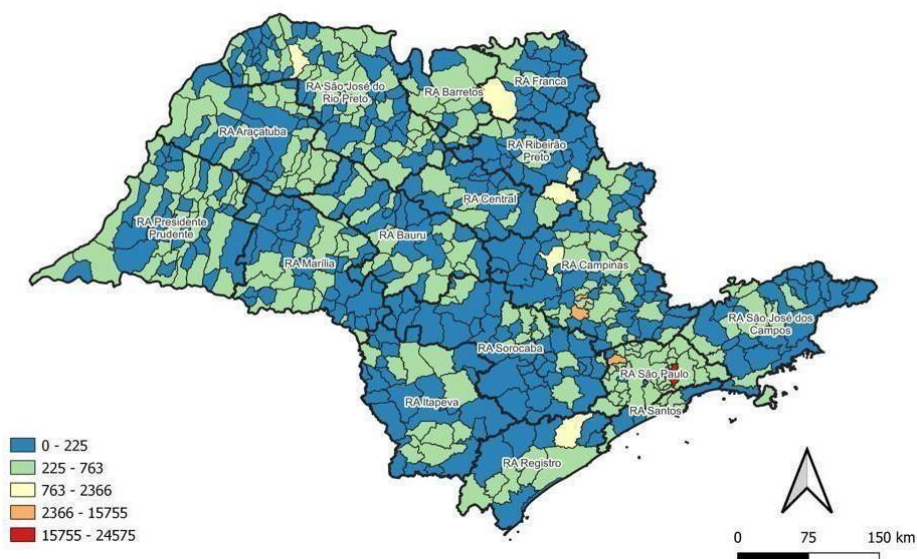 RA Franca
RA São José do
Rio Preto
RA Barretos
RA Araçatuba
RA Ribeirão
Preto
RA Central
RA Presidente
Prudente
RA Bauru
RA Marília
RA Campinas
RA São José dos
Campos
RA Sorocaba
RA São Paulo
RA Itapeva
RA Santos
RA Registro
0 - 225
225 - 763
763 - 2366
2366 - 15755
15755 - 24575
0 75 150 km